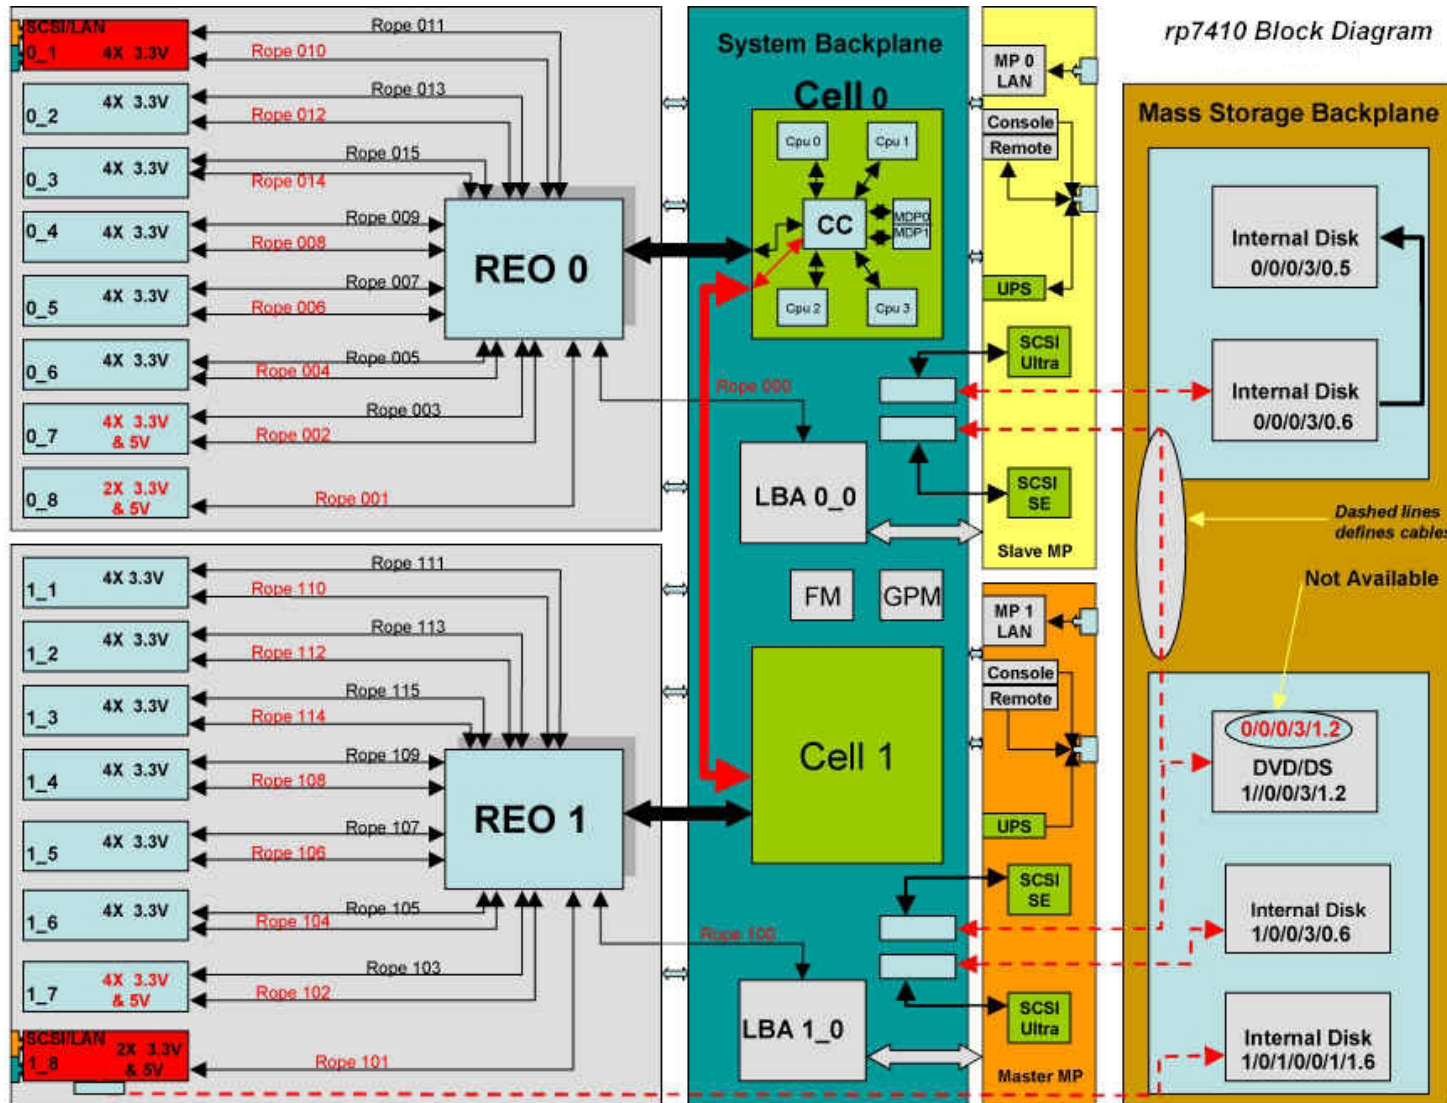 rp7410 Block Diagram
SCSI/LAN
0_1 4X 3.3V
Rope 011
Rope 010
0_2 4X 3.3V
Rope 013
Rope 012
0_3 4X 3.3V
Rope 015
Rope 014
0_4 4X 3.3V
Rope 009
Rope 008
0_5 4X 3.3V
Rope 007
Rope 006
0_6 4X 3.3V
Rope 005
Rope 004
0_7 4X 3.3V
& 5V
Rope 003
Rope 002
0_8 2X 3.3V
& 5V
Rope 001
REO 0
1_1 4X 3.3V
Rope 111
Rope 110
1_2 4X 3.3V
Rope 113
Rope 112
1_3 4X 3.3V
Rope 115
Rope 114
1_4 4X 3.3V
Rope 109
Rope 108
1_5 4X 3.3V
Rope 107
Rope 106
1_6 4X 3.3V
Rope 105
Rope 104
1_7 4X 3.3V
& 5V
Rope 103
Rope 102
SCSI/LAN
1_8 2X 3.3V
& 5V
Rope 101
REO 1
System Backplane
Cell 0
Cpu 0
Cpu 1
CC
MDP0
MDP1
Cpu 2
Cpu 3
Rope 000
LBA 0_0
FM
GPM
Cell 1
Rope 100
LBA 1_0
MP 0
LAN
Console
Remote
UPS
SCSI
Ultra
SCSI
SE
Slave MP
MP 1
LAN
Console
Remote
UPS
SCSI
SE
SCSI
Ultra
Master MP
Mass Storage Backplane
Internal Disk
0/0/0/3/0.5
Internal Disk
0/0/0/3/0.6
Dashed lines
defines cables
Not Available
0/0/0/3/1.2
DVD/DS
1//0/0/3/1.2
Internal Disk
1/0/0/3/0.6
Internal Disk
1/0/1/0/0/1/1.6